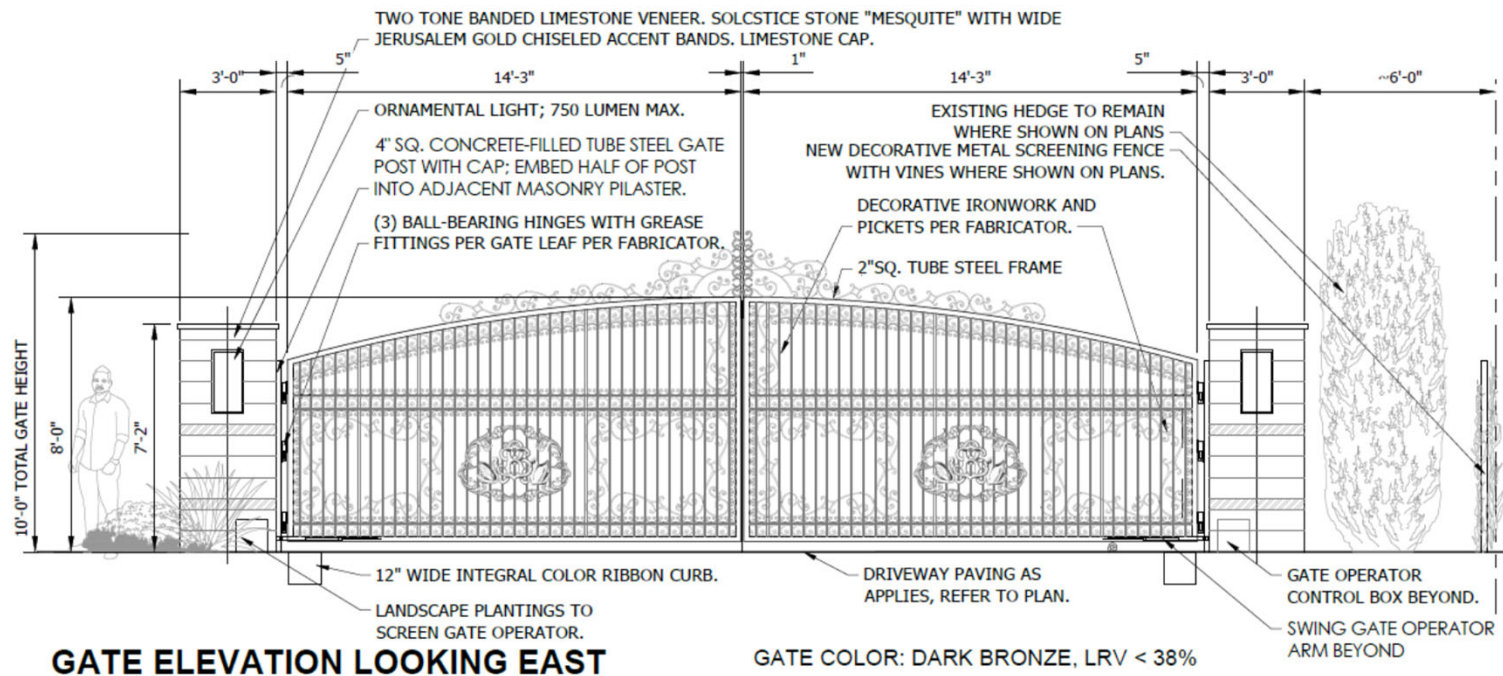 TWO TONE BANDED LIMESTONE VENEER. SOLCSTICE STONE "MESQUITE" WITH WIDE
JERUSALEM GOLD CHISELED ACCENT BANDS. LIMESTONE CAP.
3'-0"
5"
14'-3"
1"
14'-3"
5"
3'-0"
~6'-0"
ORNAMENTAL LIGHT; 750 LUMEN MAX.
4" SQ. CONCRETE-FILLED TUBE STEEL GATE
POST WITH CAP; EMBED HALF OF POST
INTO ADJACENT MASONRY PILASTER.
(3) BALL-BEARING HINGES WITH GREASE
FITTINGS PER GATE LEAF PER FABRICATOR.
EXISTING HEDGE TO REMAIN
WHERE SHOWN ON PLANS
NEW DECORATIVE METAL SCREENING FENCE
WITH VINES WHERE SHOWN ON PLANS.
DECORATIVE IRONWORK AND
PICKETS PER FABRICATOR.
2"SQ. TUBE STEEL FRAME
10'-0" TOTAL GATE HEIGHT
8'-0"
7'-2"
12" WIDE INTEGRAL COLOR RIBBON CURB.
LANDSCAPE PLANTINGS TO
SCREEN GATE OPERATOR.
DRIVEWAY PAVING AS
APPLIES, REFER TO PLAN.
GATE OPERATOR
CONTROL BOX BEYOND.
SWING GATE OPERATOR
ARM BEYOND
GATE ELEVATION LOOKING EAST
GATE COLOR: DARK BRONZE, LRV < 38%